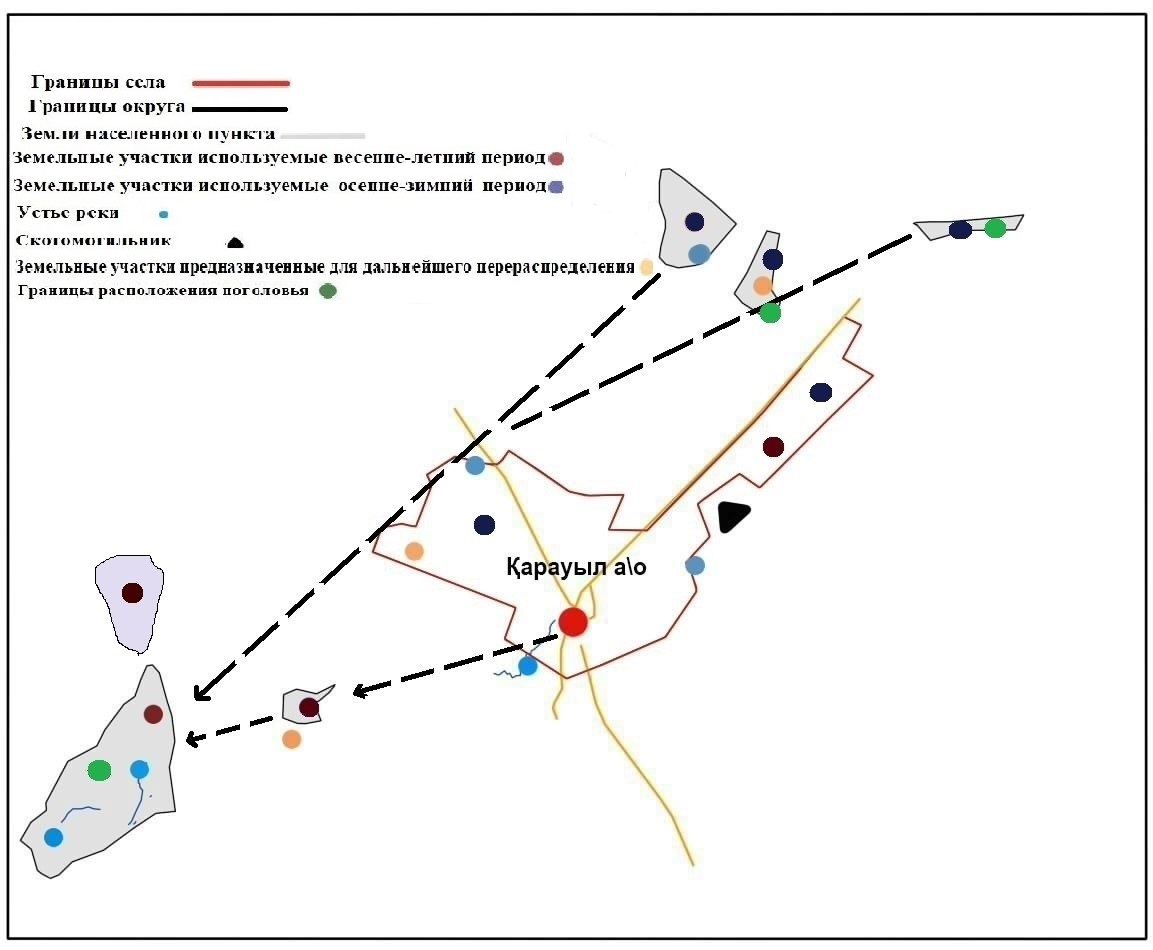 Границы села
Границы округа
Земли населенного пункта
Земельные участки используемые весенне-летний период
Земельные участки используемые осенне-зимний период
Устье реки
Скотомогильник
Земельные участки предназначенные для дальнейшего перераспределения
Границы расположения поголовья
Қарауыл а\о